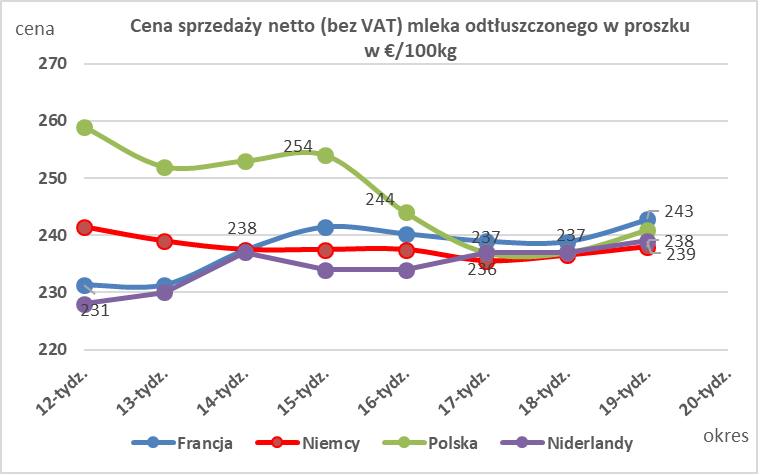 cena
Cena sprzedaży netto (bez VAT) mleka odtłuszczonego w proszku
w €/100kg
270
260
250
240
230
220
254
244
238
237
237
236
231
243
238
239
12-tydz.
13-tydz.
14-tydz.
15-tydz.
16-tydz.
17-tydz.
18-tydz.
19-tydz.
20-tydz.
okres
Francja Niemcy Polska Niderlandy